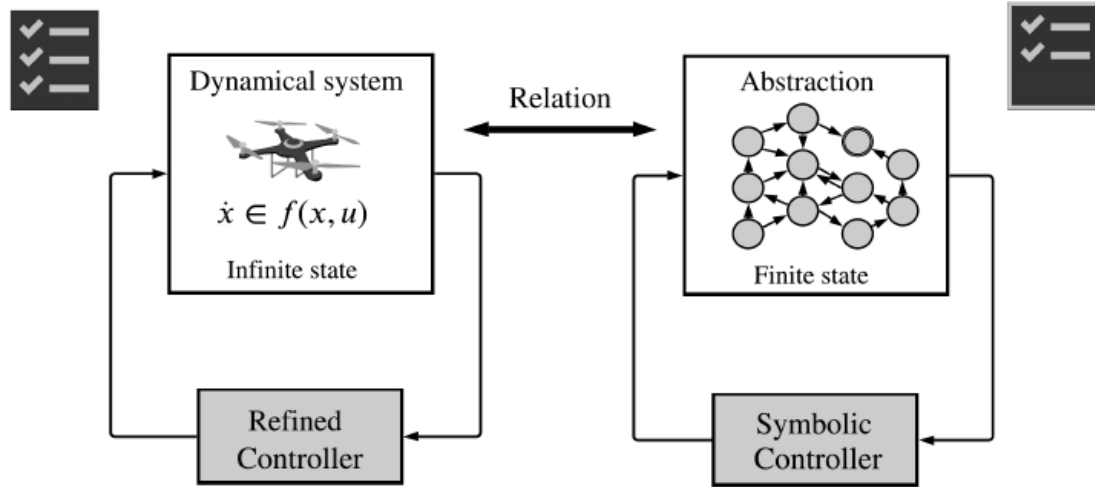 Dynamical system
ẋ ∈ f(x, u)
Infinite state
Relation
Abstraction
Finite state
Refined
Controller
Symbolic
Controller